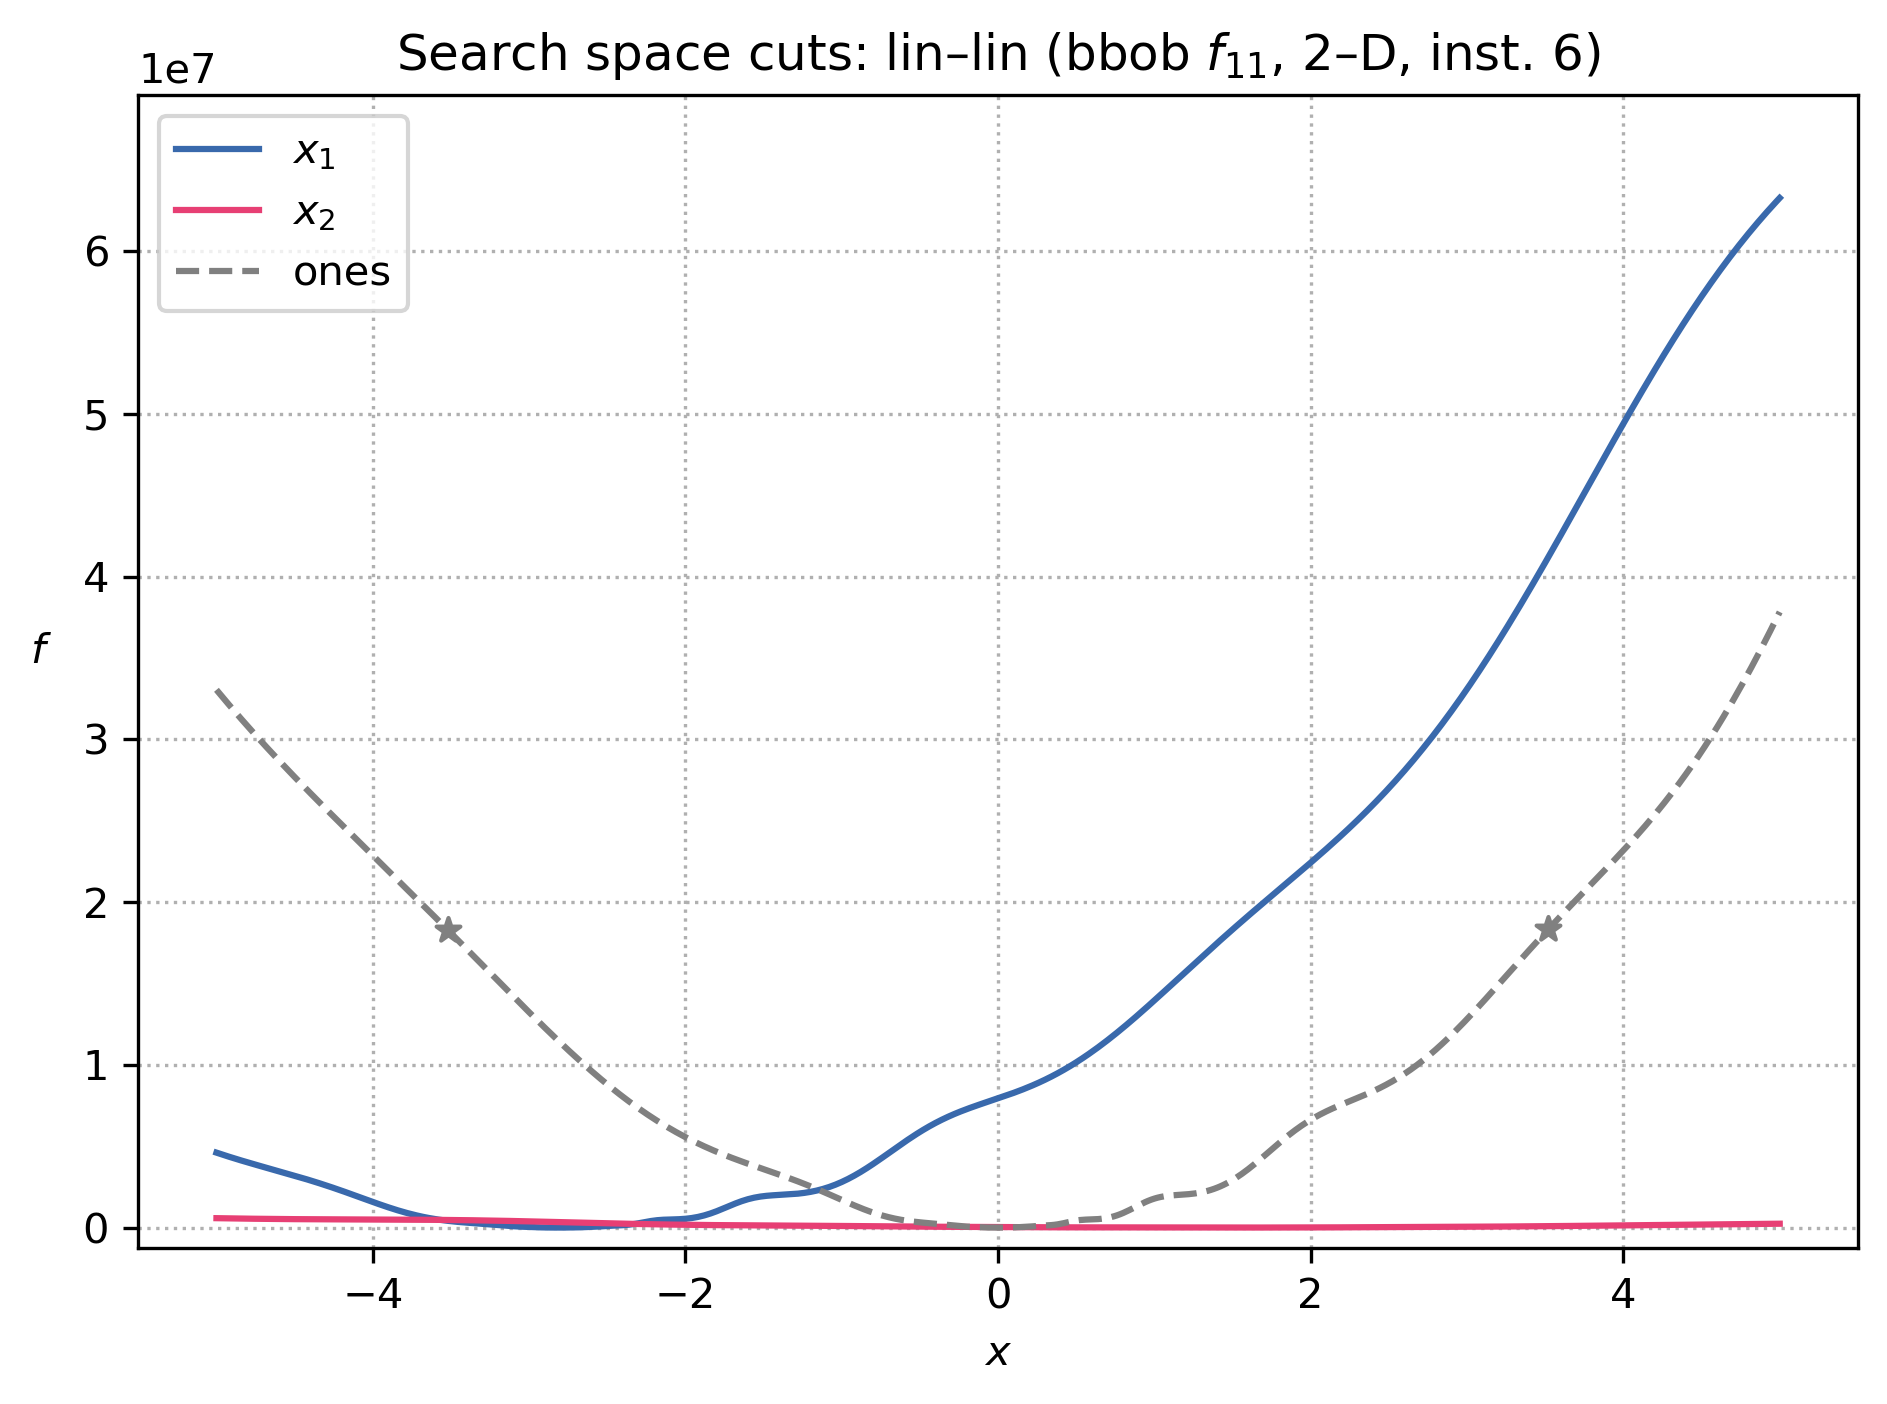 Search space cuts: lin–lin (bbob f₁₁, 2–D, inst. 6)
1e7
x₁
x₂
ones
6
5
4
3
2
1
0
f
−4
−2
0
2
4
x